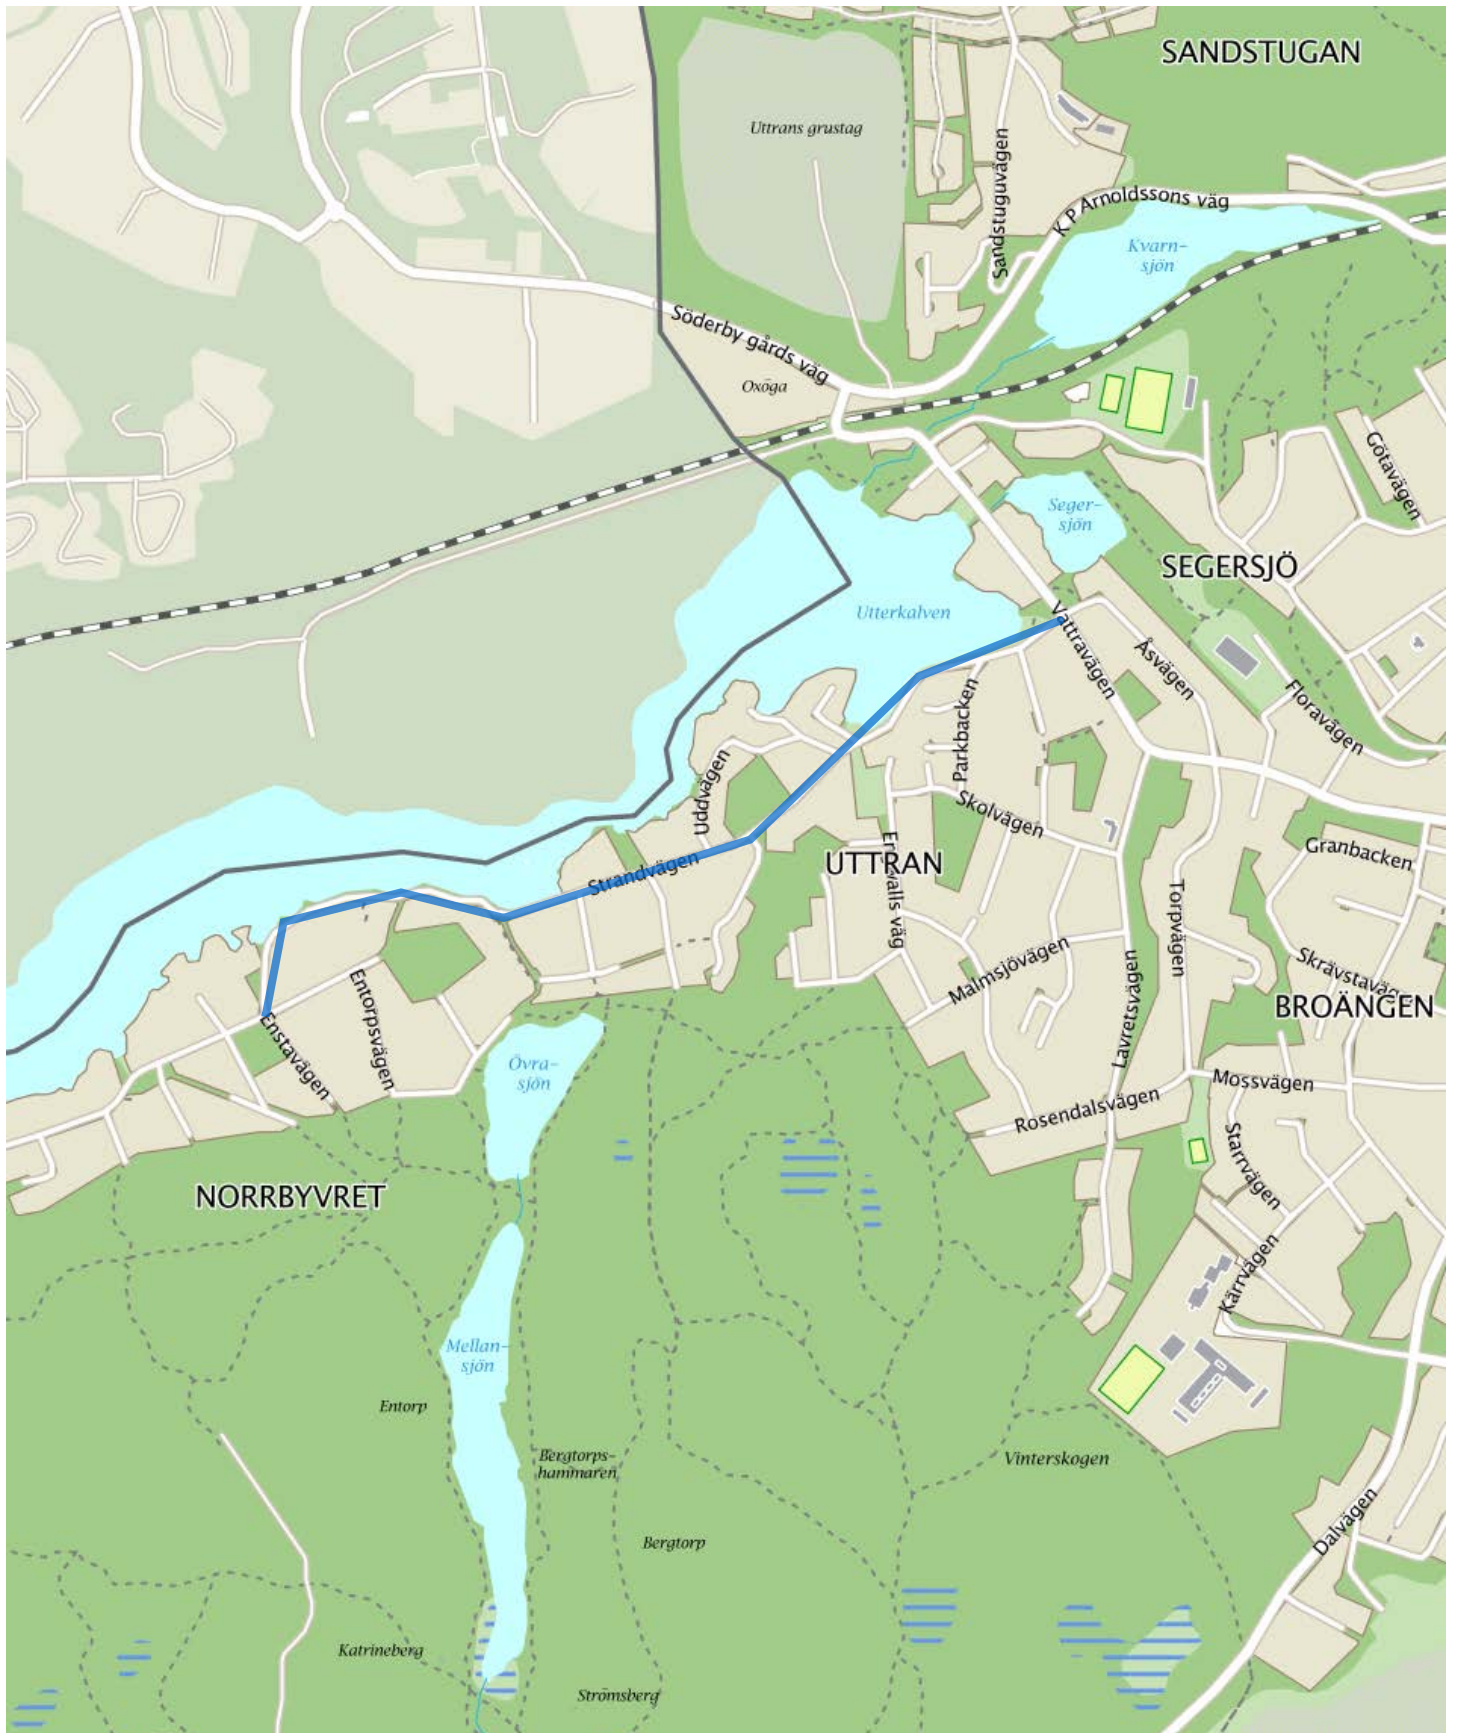 SANDSTUGAN
Uttrans grustag
Sandstuguvägen
K P Arnoldssons väg
Kvarn-
sjön
Söderby gårds väg
Oxöga
Götavägen
Seger-
sjön
SEGERSJÖ
Utterkalven
Vattravägen
Åsvägen
Floravägen
Parkbacken
Uddvägen
Skolvägen
Strandvägen
UTTRAN
Granbacken
Torpvägen
Malmsjövägen
Lavretsvägen
Entorpsvägen
Enstavägen
BROÄNGEN
Övra-
sjön
Mossvägen
Rosendalsvägen
Starrvägen
NORRBYVRET
Kärrvägen
Mellan-
sjön
Entorp
Bergtorps-
hammaren
Vinterskogen
Bergtorp
Dalvägen
Katrineberg
Strömsberg